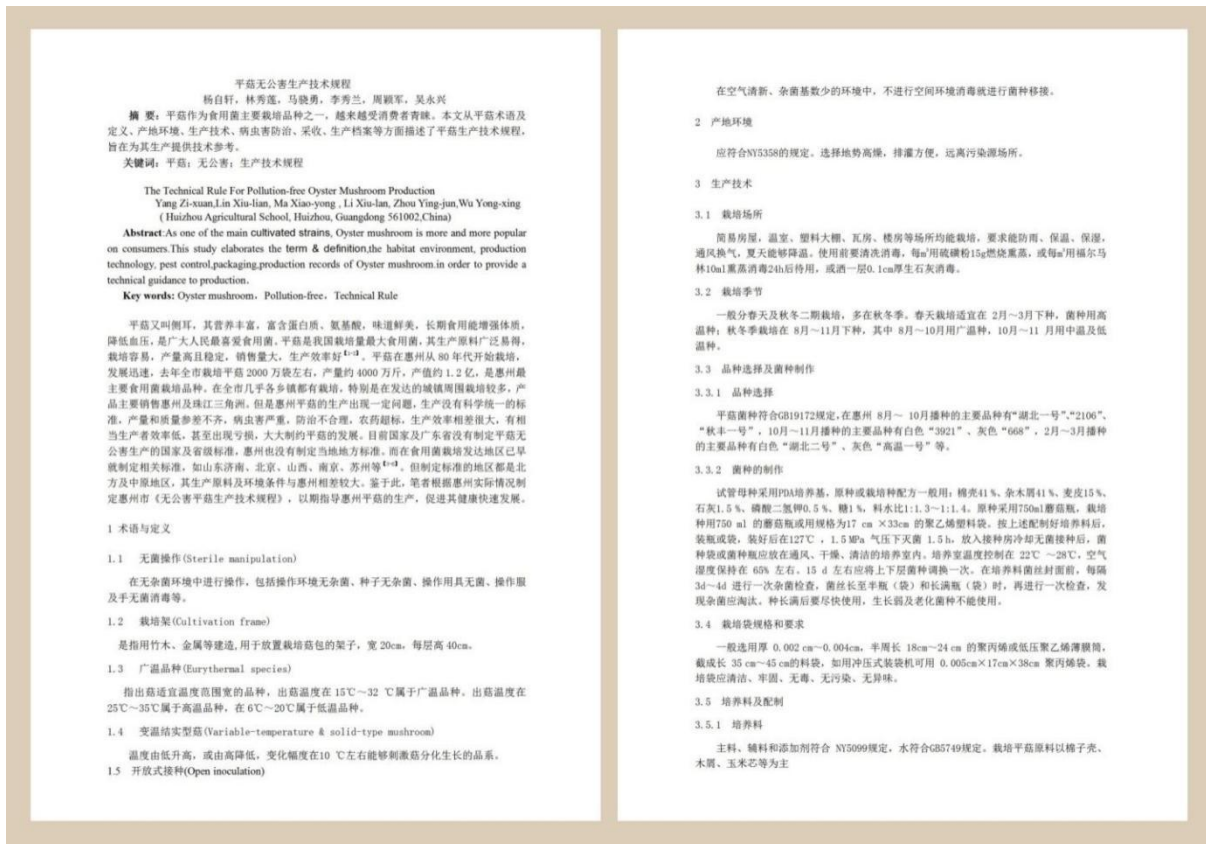 平菇无公害生产技术规程
杨自轩，林秀莲，马骁勇，李秀兰，周颖军，吴永兴
摘 要：平菇作为食用菌主要栽培品种之一，越来越受消费者青睐。本文从平菇术语及
定义、产地环境、生产技术、病虫害防治、采收、生产档案等方面描述了平菇生产技术规程，
旨在为其生产提供技术参考。
关键词：平菇；无公害；生产技术规程
The Technical Rule For Pollution-free Oyster Mushroom Production
Yang Zi-xuan,Lin Xiu-lian, Ma Xiao-yong , Li Xiu-lan, Zhou Ying-jun,Wu Yong-xing
( Huizhou Agricultural School, Huizhou, Guangdong 561002,China)
Abstract:As one of the main cultivated strains, Oyster mushroom is more and more popular
on consumers.This study elaborates the term & definition,the habitat environment, production
technology, pest control,packaging,production records of Oyster mushroom.in order to provide a
technical guidance to production.
Key words: Oyster mushroom，Pollution-free，Technical Rule
平菇又叫侧耳，其营养丰富，富含蛋白质、氨基酸，味道鲜美，长期食用能增强体质，
降低血压，是广大人民最喜爱食用菌。平菇是我国栽培量最大食用菌，其生产原料广泛易得，
栽培容易，产量高且稳定，销售量大，生产效率好【1-2】。平菇在惠州从 80 年代开始栽培，
发展迅速，去年全市栽培平菇 2000 万袋左右，产量约 4000 万斤，产值约 1.2 亿，是惠州最
主要食用菌栽培品种。在全市几乎各乡镇都有栽培，特别是在发达的城镇周围栽培较多，产
品主要销售惠州及珠江三角洲。但是惠州平菇的生产出现一定问题，生产没有科学统一的标
准，产量和质量参差不齐，病虫害严重，防治不合理，农药超标，生产效率相差很大，有相
当生产者效率低，甚至出现亏损，大大制约平菇的发展。目前国家及广东省没有制定平菇无
公害生产的国家及省级标准，惠州也没有制定当地地方标准。而在食用菌栽培发达地区已早
就制定相关标准，如山东济南、北京、山西、南京、苏州等【3-6】。但制定标准的地区都是北
方及中原地区，其生产原料及环境条件与惠州相差较大。鉴于此，笔者根据惠州实际情况制
定惠州市《无公害平菇生产技术规程》，以期指导惠州平菇的生产，促进其健康快速发展。
1 术语与定义
1.1 无菌操作(Sterile manipulation)
在无杂菌环境中进行操作，包括操作环境无杂菌、种子无杂菌、操作用具无菌、操作服
及手无菌消毒等。
1.2 栽培架(Cultivation frame)
是指用竹木、金属等建造,用于放置栽培菇包的架子，宽 20cm，每层高 40cm。
1.3 广温品种(Eurythermal species)
指出菇适宜温度范围宽的品种，出菇温度在 15℃～32 ℃属于广温品种。出菇温度在
25℃～35℃属于高温品种，在 6℃～20℃属于低温品种。
1.4 变温结实型菇(Variable-temperature & solid-type mushroom)
温度由低升高，或由高降低，变化幅度在10 ℃左右能够刺激菇分化生长的品系。
1.5 开放式接种(Open inoculation)
在空气清新、杂菌基数少的环境中，不进行空间环境消毒就进行菌种移接。
2 产地环境
应符合NY5358的规定。选择地势高燥，排灌方便，远离污染源场所。
3 生产技术
3.1 栽培场所
简易房屋，温室、塑料大棚、瓦房、楼房等场所均能栽培，要求能防雨、保温、保湿，
通风换气，夏天能够降温。使用前要清洗消毒，每m³用硫磺粉15g燃烧熏蒸，或每m³用福尔马
林10ml熏蒸消毒24h后待用，或洒一层0.1cm厚生石灰消毒。
3.2 栽培季节
一般分春天及秋冬二期栽培，多在秋冬季。春天栽培适宜在 2月～3月下种，菌种用高
温种；秋冬季栽培在 8月～11月下种，其中 8月～10月用广温种，10月～11 月用中温及低
温种。
3.3 品种选择及菌种制作
3.3.1 品种选择
平菇菌种符合GB19172规定,在惠州 8月～ 10月播种的主要品种有“湖北一号”、“2106”、
“秋丰一号”，10月～11月播种的主要品种有白色“3921”、灰色“668”，2月～3月播种
的主要品种有白色“湖北二号”、灰色“高温一号”等。
3.3.2 菌种的制作
试管母种采用PDA培养基，原种或栽培种配方一般用：棉壳41％、杂木屑41％、麦皮15％、
石灰1.5％、磷酸二氢钾0.5％、糖1％，料水比1:1.3～1:1.4。原种采用750ml蘑菇瓶，栽培
种用750 ml 的蘑菇瓶或用规格为17 cm ×33cm 的聚乙烯塑料袋。按上述配制好培养料后，
装瓶或袋，装好后在127℃ ，1.5 MPa 气压下灭菌 1.5 h，放入接种房冷却无菌接种后，菌
种袋或菌种瓶应放在通风、干燥、清洁的培养室内。培养室温度控制在 22℃ ～28℃，空气
湿度保持在 65% 左右。15 d 左右应将上下层菌种调换一次。在培养料菌丝封面前，每隔
3d～4d 进行一次杂菌检查，菌丝长至半瓶（袋）和长满瓶（袋）时，再进行一次检查，发
现杂菌应淘汰。种长满后要尽快使用，生长弱及老化菌种不能使用。
3.4 栽培袋规格和要求
一般选用厚 0.002 cm～0.004cm，半周长 18cm～24 cm 的聚丙烯或低压聚乙烯薄膜筒，
截成长 35 cm～45 cm的料袋，如用冲压式装袋机可用 0.005cm×17cm×38cm 聚丙烯袋。栽
培袋应清洁、牢固、无毒、无污染、无异味。
3.5 培养料及配制
3.5.1 培养料
主料、辅料和添加剂符合 NY5099规定，水符合GB5749规定。栽培平菇原料以棉子壳、
木屑、玉米芯等为主